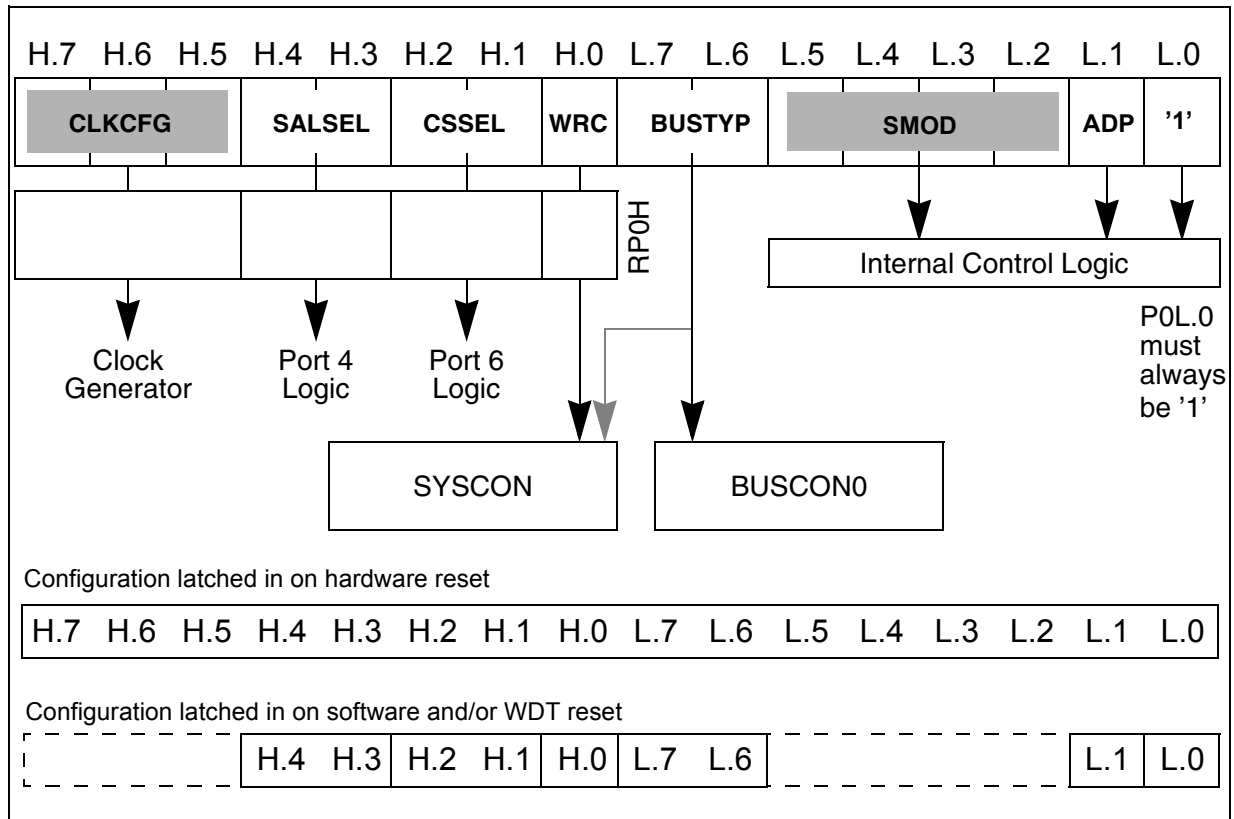 H.7 H.6 H.5 H.4 H.3 H.2 H.1 H.0 L.7 L.6 L.5 L.4 L.3 L.2 L.1 L.0
CLKCFG SALSEL CSSEL WRC BUSTYP SMOD ADP '1'
RP0H
Internal Control Logic
P0L.0
must
always
be '1'
Clock
Generator
Port 4
Logic
Port 6
Logic
SYSCON
BUSCON0
Configuration latched in on hardware reset
H.7 H.6 H.5 H.4 H.3 H.2 H.1 H.0 L.7 L.6 L.5 L.4 L.3 L.2 L.1 L.0
Configuration latched in on software and/or WDT reset
H.4 H.3 H.2 H.1 H.0 L.7 L.6 L.1 L.0